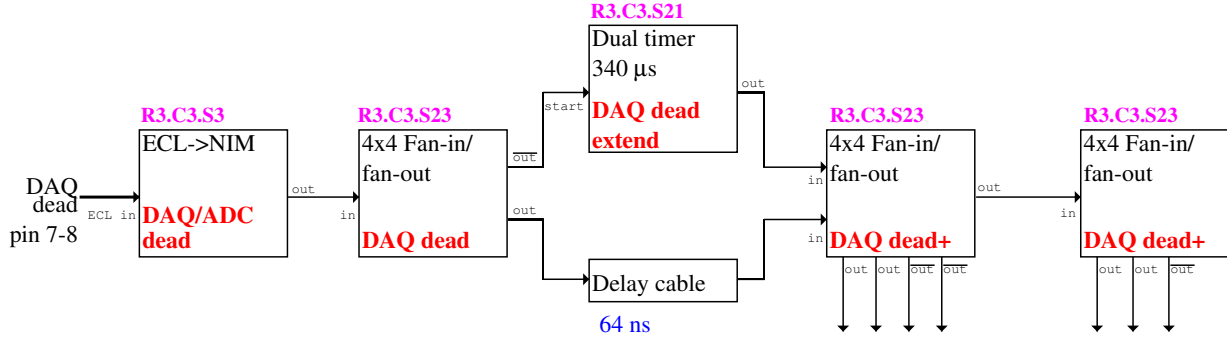 DAQ
dead
pin 7-8
ECL in
R3.C3.S3
ECL->NIM
DAQ/ADC
dead
out
in
R3.C3.S23
4x4 Fan-in/
fan-out
DAQ dead
out
out
start
R3.C3.S21
Dual timer
340 μs
DAQ dead
extend
out
Delay cable
64 ns
in
in
R3.C3.S23
4x4 Fan-in/
fan-out
DAQ dead+
out
out out out out
in
R3.C3.S23
4x4 Fan-in/
fan-out
DAQ dead+
out out out